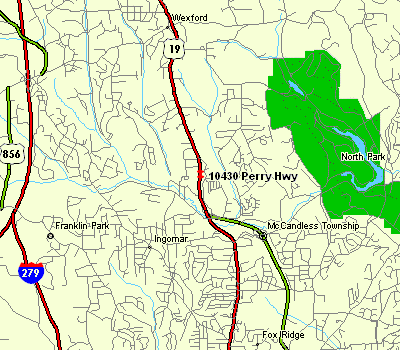 Wexford
19
856
North Park
10430 Perry Hwy
Franklin Park
McCandless Township
Ingomar
279
Fox Ridge